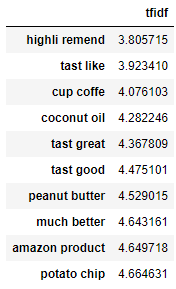 tfidf
highli remend 3.805715
tast like 3.923410
cup coffe 4.076103
coconut oil 4.282246
tast great 4.367809
tast good 4.475101
peanut butter 4.529015
much better 4.643161
amazon product 4.649718
potato chip 4.664631